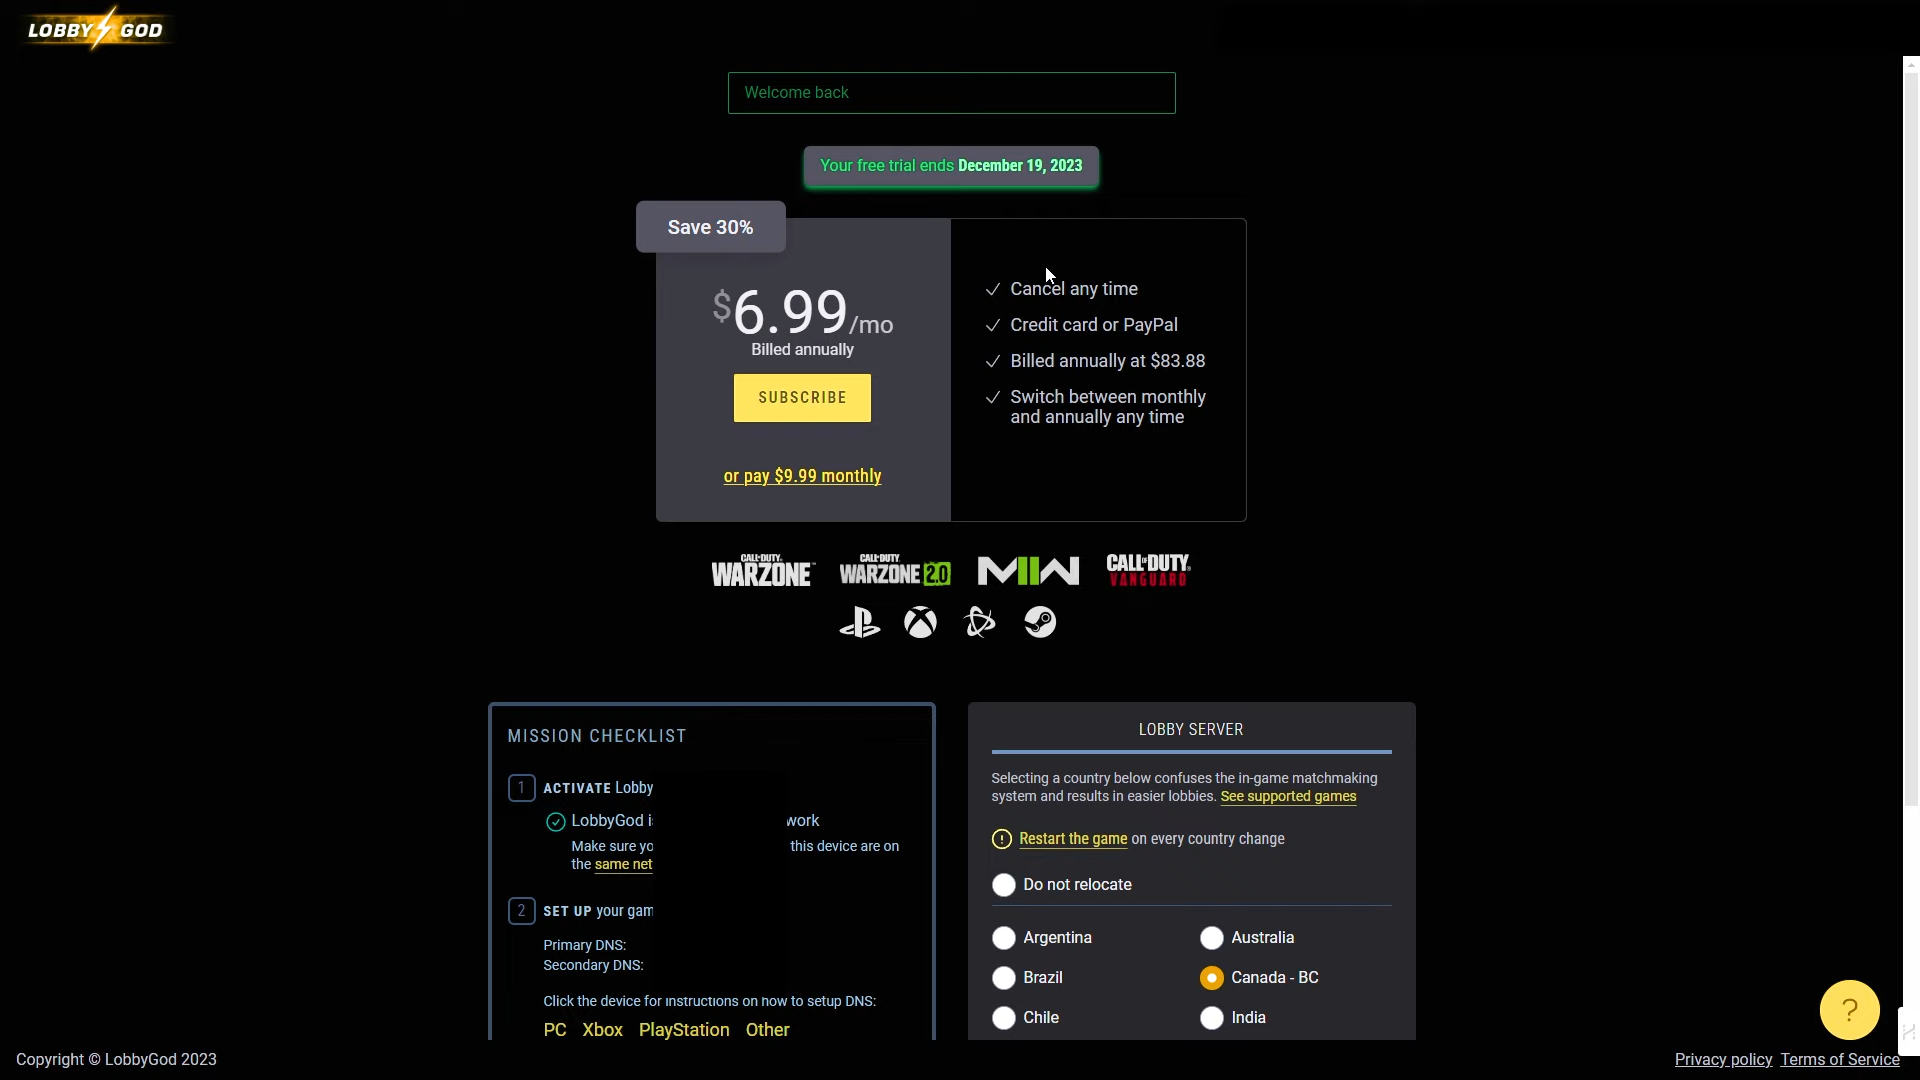 LOBBY GOD
Welcome back
Your free trial ends December 19, 2023
Save 30%
$6.99/mo
Billed annually
SUBSCRIBE
or pay $9.99 monthly
Cancel any time
Credit card or PayPal
Billed annually at $83.88
Switch between monthly
and annually any time
CALL OF DUTY
WARZONE
CALL OF DUTY
WARZONE 2.0
MIIW
CALL OF DUTY
VANGUARD
MISSION CHECKLIST
1 ACTIVATE Lobby
LobbyGod i work
Make sure yo this device are on
the same net
2 SET UP your gam
Primary DNS:
Secondary DNS:
Click the device for instructions on how to setup DNS:
PC Xbox PlayStation Other
LOBBY SERVER
Selecting a country below confuses the in-game matchmaking
system and results in easier lobbies. See supported games
Restart the game on every country change
Do not relocate
Argentina
Australia
Brazil
Canada - BC
Chile
India
?
Copyright © LobbyGod 2023
Privacy policy Terms of Service